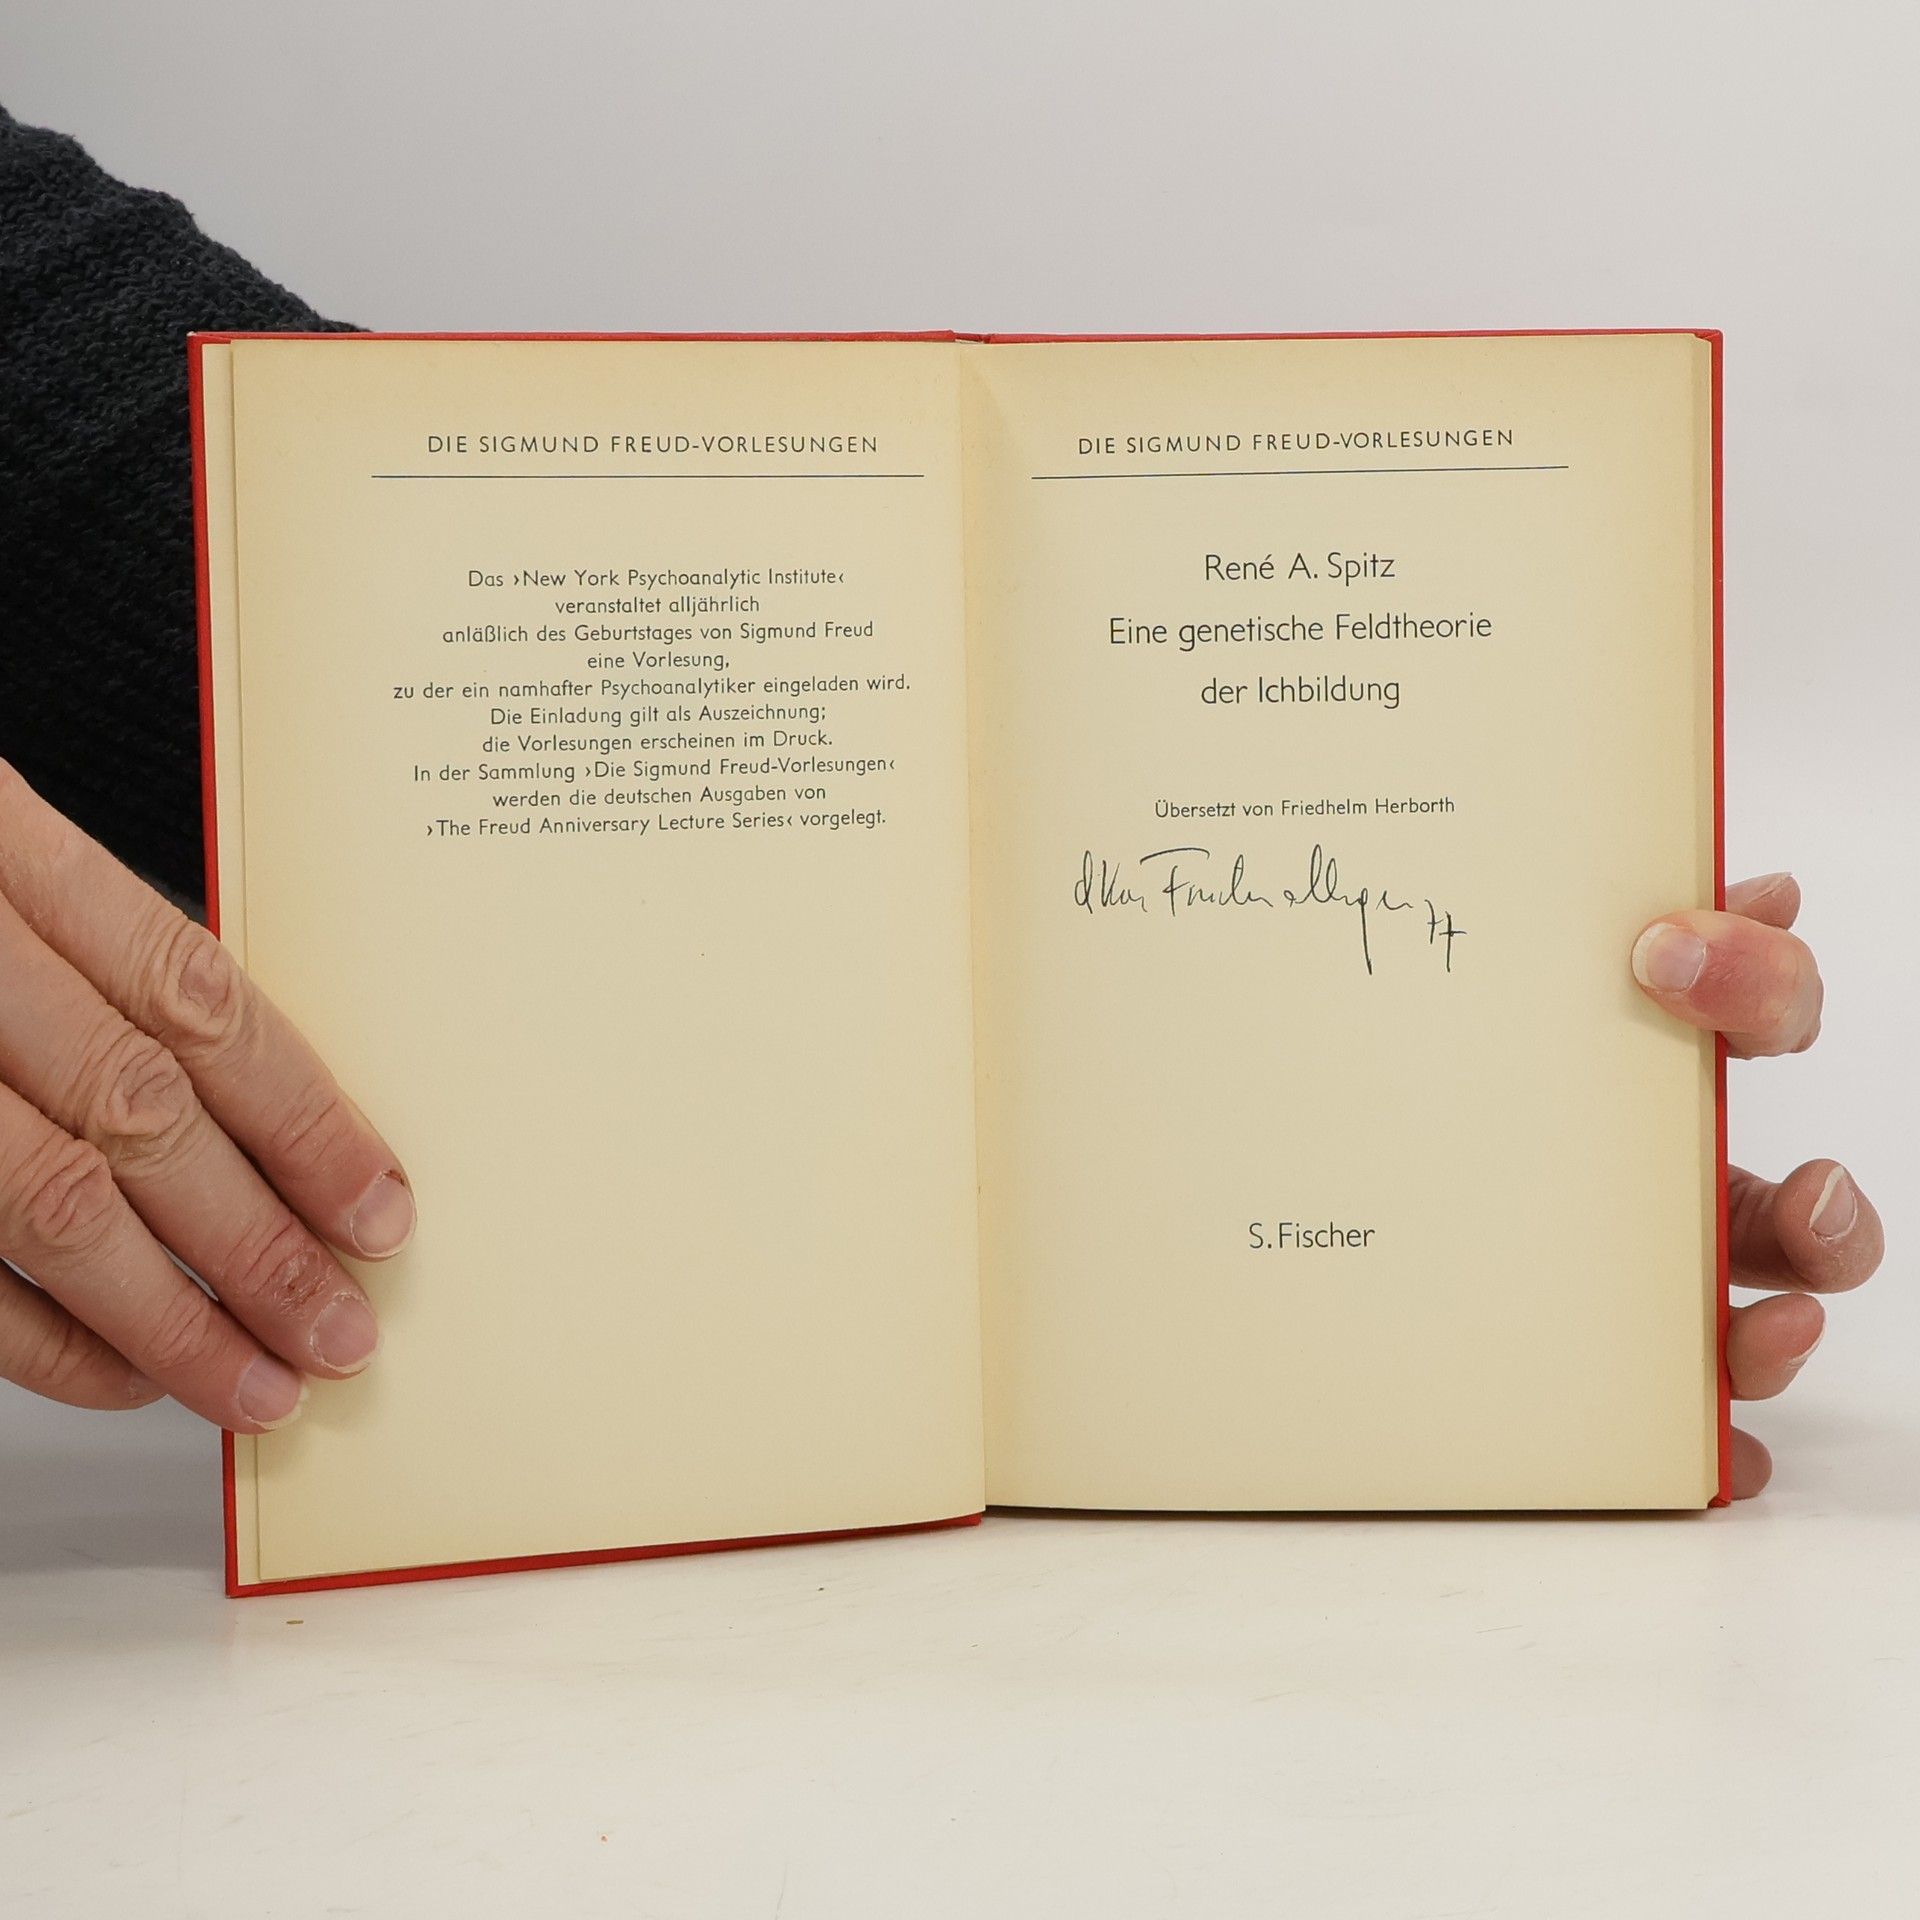 DIE SIGMUND FREUD-VORLESUNGEN
Das ›New York Psychoanalytic Institute‹
veranstaltet alljährlich
anläßlich des Geburtstages von Sigmund Freud
eine Vorlesung,
zu der ein namhafter Psychoanalytiker eingeladen wird.
Die Einladung gilt als Auszeichnung;
die Vorlesungen erscheinen im Druck.
In der Sammlung ›Die Sigmund Freud-Vorlesungen‹
werden die deutschen Ausgaben von
›The Freud Anniversary Lecture Series‹ vorgelegt.
DIE SIGMUND FREUD-VORLESUNGEN
René A. Spitz
Eine genetische Feldtheorie
der Ichbildung
Übersetzt von Friedhelm Herborth
77
S. Fischer